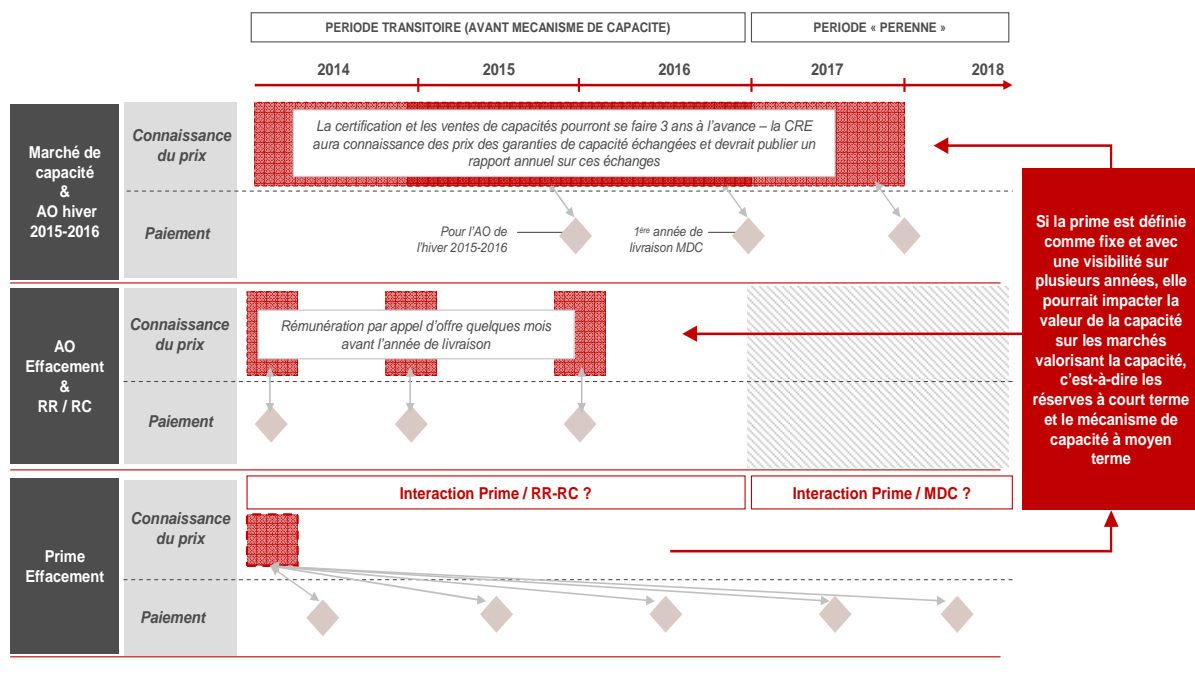 PERIODE TRANSITOIRE (AVANT MECANISME DE CAPACITE)
PERIODE « PERENNE »
2014
2015
2016
2017
2018
Marché de
capacité
&
AO hiver
2015-2016
Connaissance
du prix
La certification et les ventes de capacités pourront se faire 3 ans à l'avance – la CRE
aura connaissance des prix des garanties de capacité échangées et devrait publier un
rapport annuel sur ces échanges
Paiement
Pour l'AO de
l'hiver 2015-2016
1ère année de
livraison MDC
AO
Effacement
&
RR / RC
Connaissance
du prix
Rémunération par appel d'offre quelques mois
avant l'année de livraison
Paiement
Prime
Effacement
Interaction Prime / RR-RC ?
Interaction Prime / MDC ?
Connaissance
du prix
Paiement
Si la prime est définie
comme fixe et avec
une visibilité sur
plusieurs années, elle
pourrait impacter la
valeur de la capacité
sur les marchés
valorisant la capacité,
c'est-à-dire les
réserves à court terme
et le mécanisme de
capacité à moyen
terme